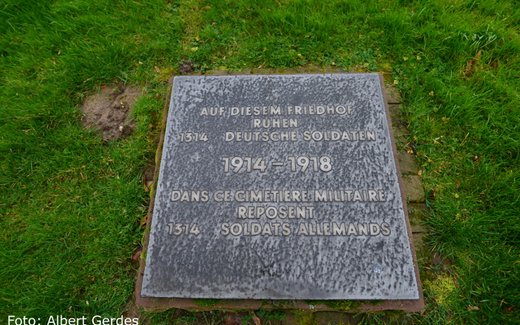 AUF DIESEM FRIEDHOF
RUHEN
1314 DEUTSCHE SOLDATEN
1914–1918
DANS CE CIMETIÈRE MILITAIRE
REPOSENT
1314 SOLDATS ALLEMANDS
Foto: Albert Gerdes